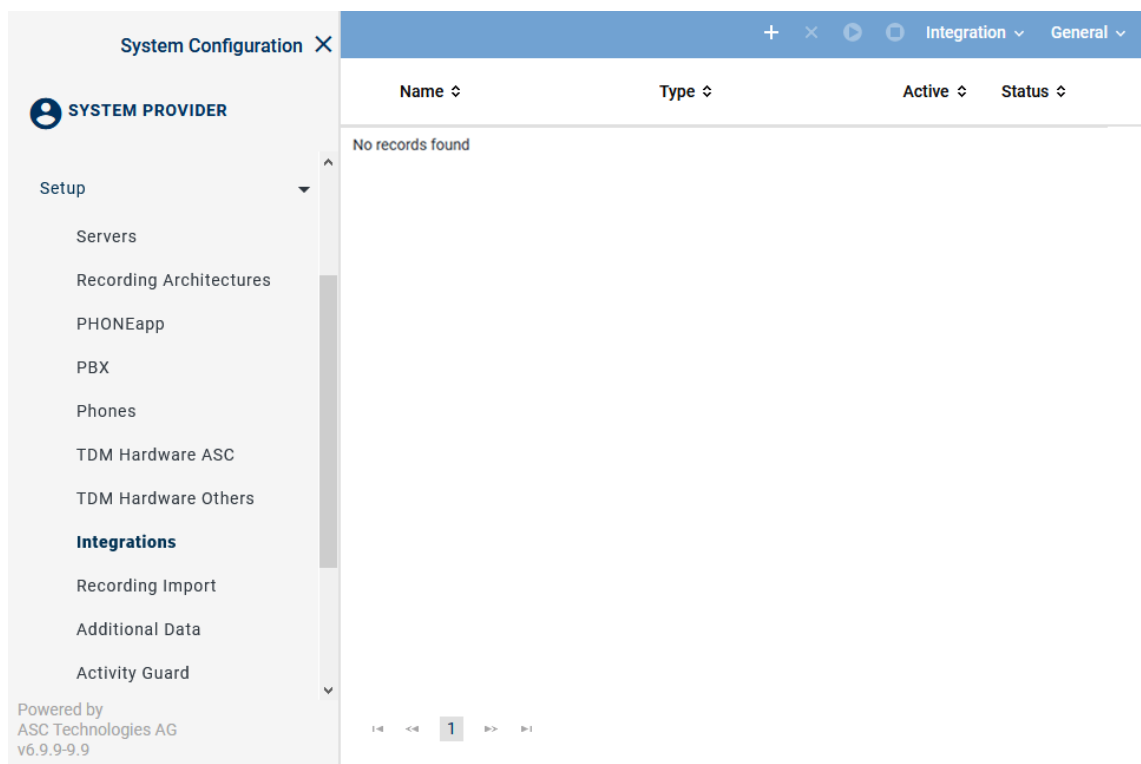 System Configuration
SYSTEM PROVIDER
Setup
Servers
Recording Architectures
PHONEapp
PBX
Phones
TDM Hardware ASC
TDM Hardware Others
Integrations
Recording Import
Additional Data
Activity Guard
Powered by
ASC Technologies AG
v6.9.9-9.9
Integration General
Name Type Active Status
No records found
1